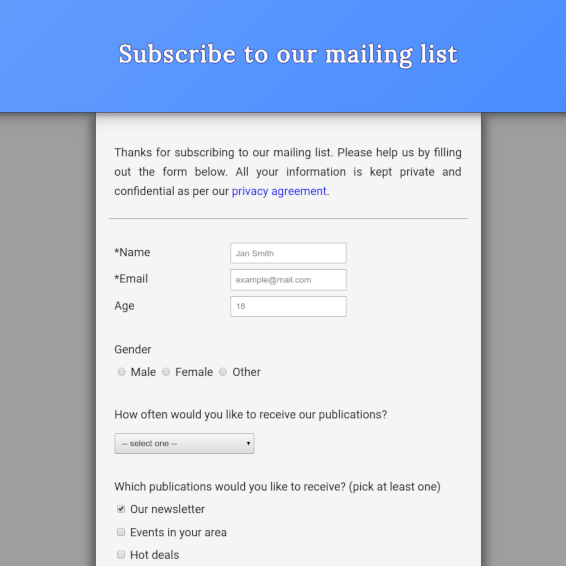 Subscribe to our mailing list
Thanks for subscribing to our mailing list. Please help us by filling
out the form below. All your information is kept private and
confidential as per our privacy agreement.
*Name Jan Smith
*Email example@mail.com
Age 18
Gender
Male Female Other
How often would you like to receive our publications?
-- select one --
Which publications would you like to receive? (pick at least one)
Our newsletter
Events in your area
Hot deals